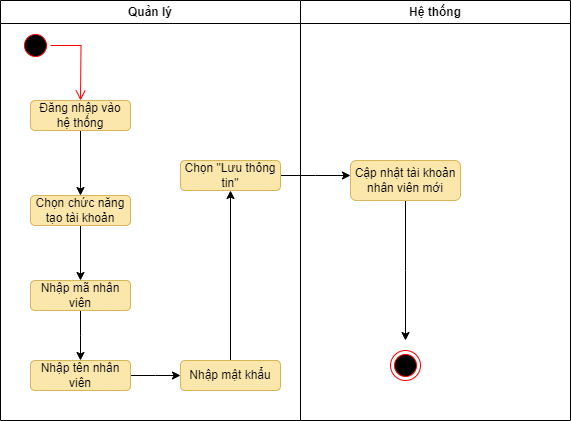 Quản lý
Hệ thống
Đăng nhập vào
hệ thống
Chọn chức năng
tạo tài khoản
Nhập mã nhân
viên
Nhập tên nhân
viên
Nhập mật khẩu
Chọn "Lưu thông
tin"
Cập nhật tài khoản
nhân viên mới